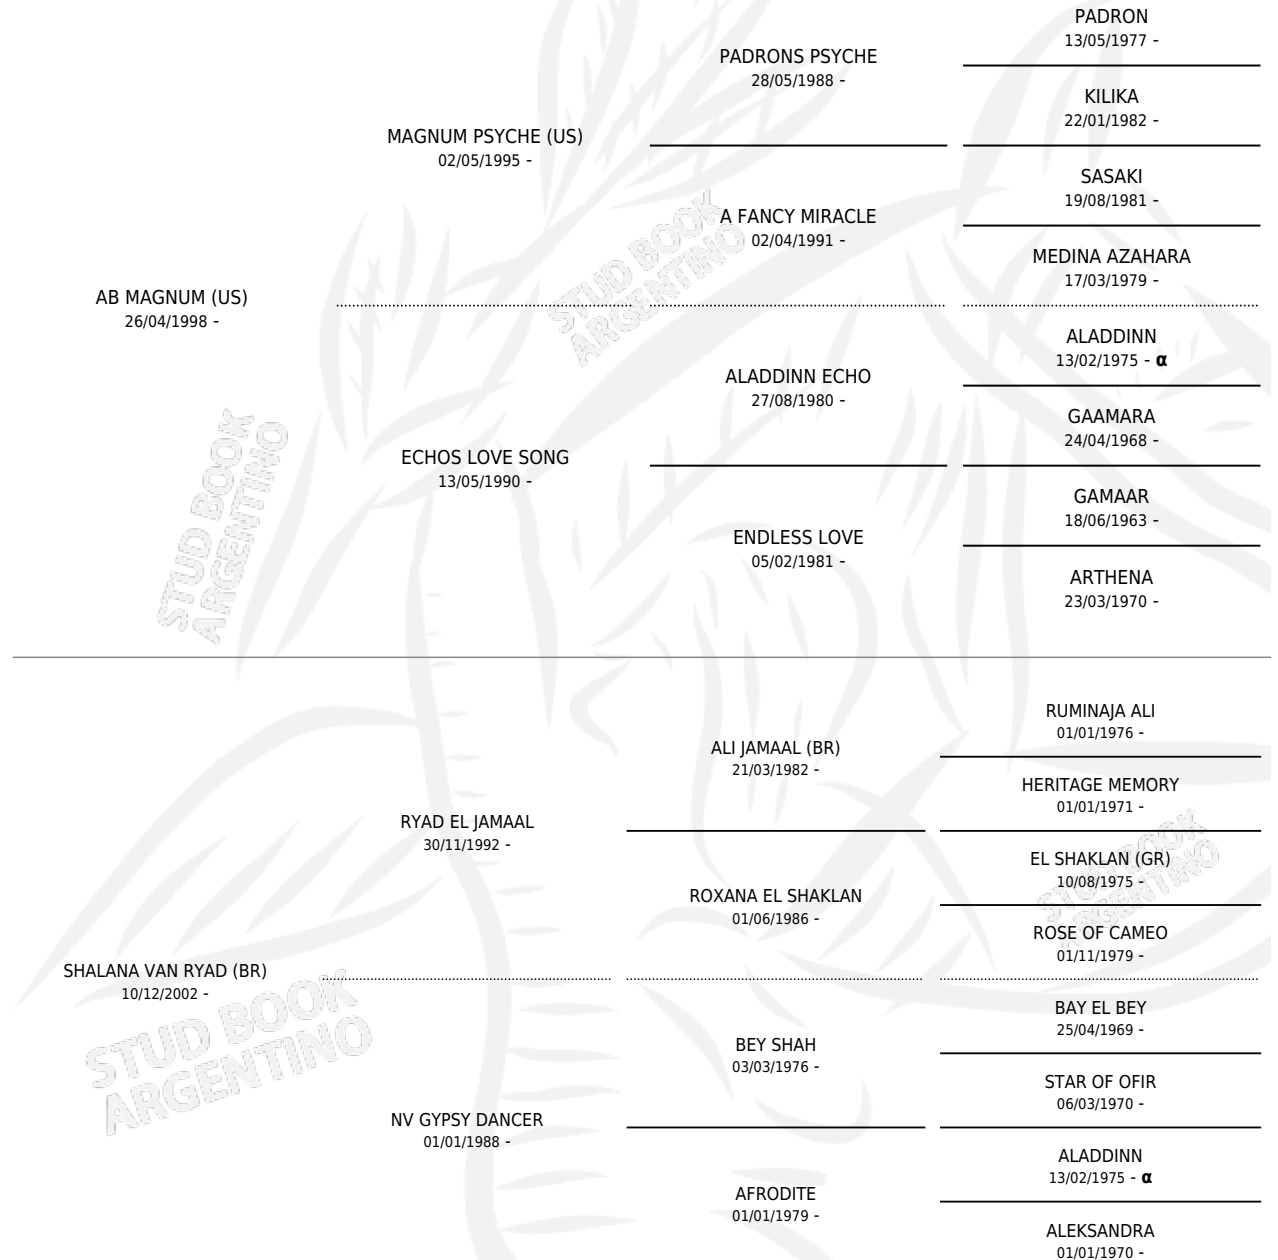 PADRON
13/05/1977 -
PADRONS PSYCHE
28/05/1988 -
KILIKA
22/01/1982 -
MAGNUM PSYCHE (US)
02/05/1995 -
SASAKI
19/08/1981 -
A FANCY MIRACLE
02/04/1991 -
MEDINA AZAHARA
17/03/1979 -
AB MAGNUM (US)
26/04/1998 -
STUD BOOK
ARGENTINO
ALADDINN
13/02/1975 - α
ALADDINN ECHO
27/08/1980 -
GAAMARA
24/04/1968 -
ECHOS LOVE SONG
13/05/1990 -
GAMAAR
18/06/1963 -
ENDLESS LOVE
05/02/1981 -
ARTHENA
23/03/1970 -
STUD BOOK
ARGENTINO
RUMINAJA ALI
01/01/1976 -
ALI JAMAAL (BR)
21/03/1982 -
HERITAGE MEMORY
01/01/1971 -
RYAD EL JAMAAL
30/11/1992 -
EL SHAKLAN (GR)
10/08/1975 -
ROXANA EL SHAKLAN
01/06/1986 -
ROSE OF CAMEO
01/11/1979 -
STUD BOOK
ARGENTINO
SHALANA VAN RYAD (BR)
10/12/2002 -
BAY EL BEY
25/04/1969 -
BEY SHAH
03/03/1976 -
STAR OF OFIR
06/03/1970 -
NV GYPSY DANCER
01/01/1988 -
ALADDINN
13/02/1975 - α
AFRODITE
01/01/1979 -
ALEKSANDRA
01/01/1970 -
STUD BOOK
ARGENTINO